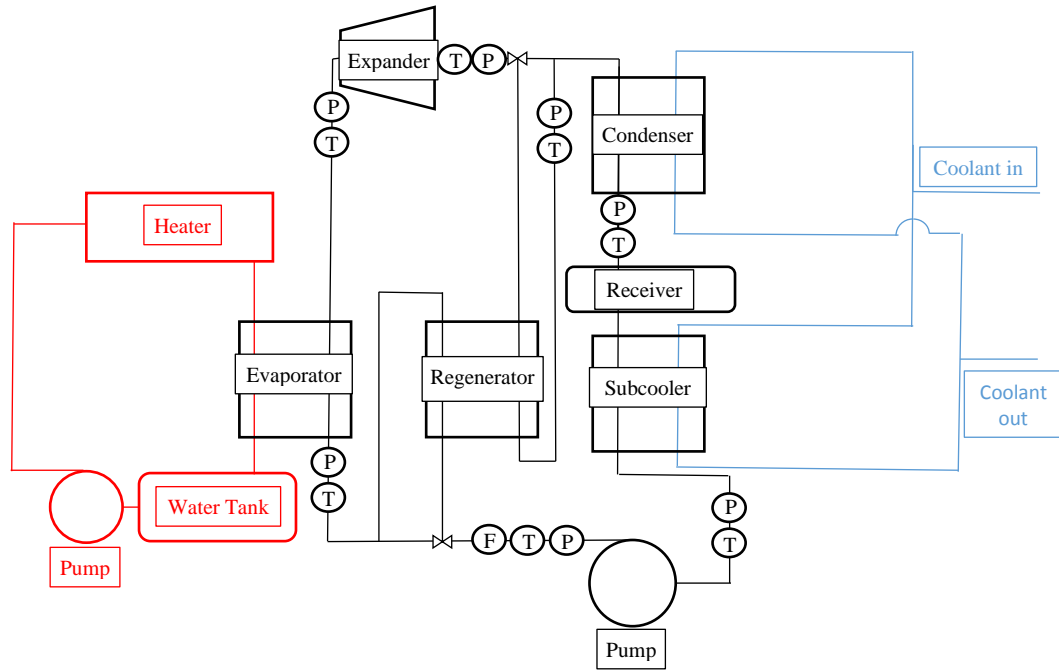 Expander
T
P
P
T
P
T
Condenser
Coolant in
Heater
P
T
Receiver
Evaporator
Regenerator
Subcooler
Coolant
out
P
T
Water Tank
P
T
F
T
P
Pump
Pump